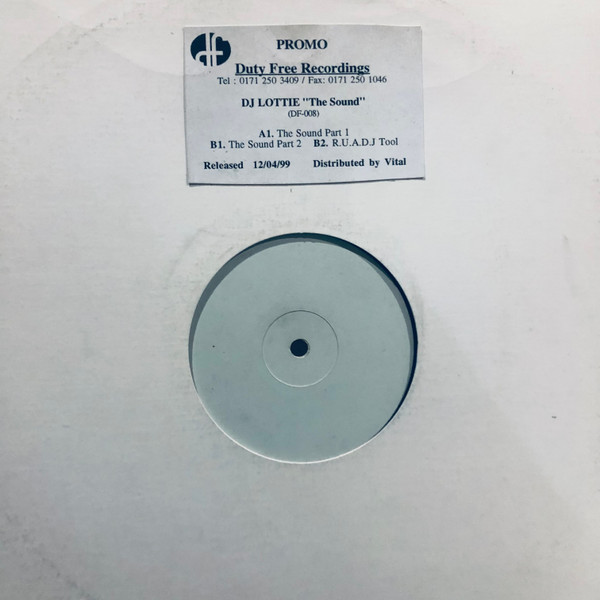 PROMO
Duty Free Recordings
Tel : 0171 250 3409 / Fax: 0171 250 1046
DJ LOTTIE "The Sound"
(DF-008)
A1. The Sound Part 1
B1. The Sound Part 2 B2. R.U.A.D.J Tool
Released 12/04/99 Distributed by Vital